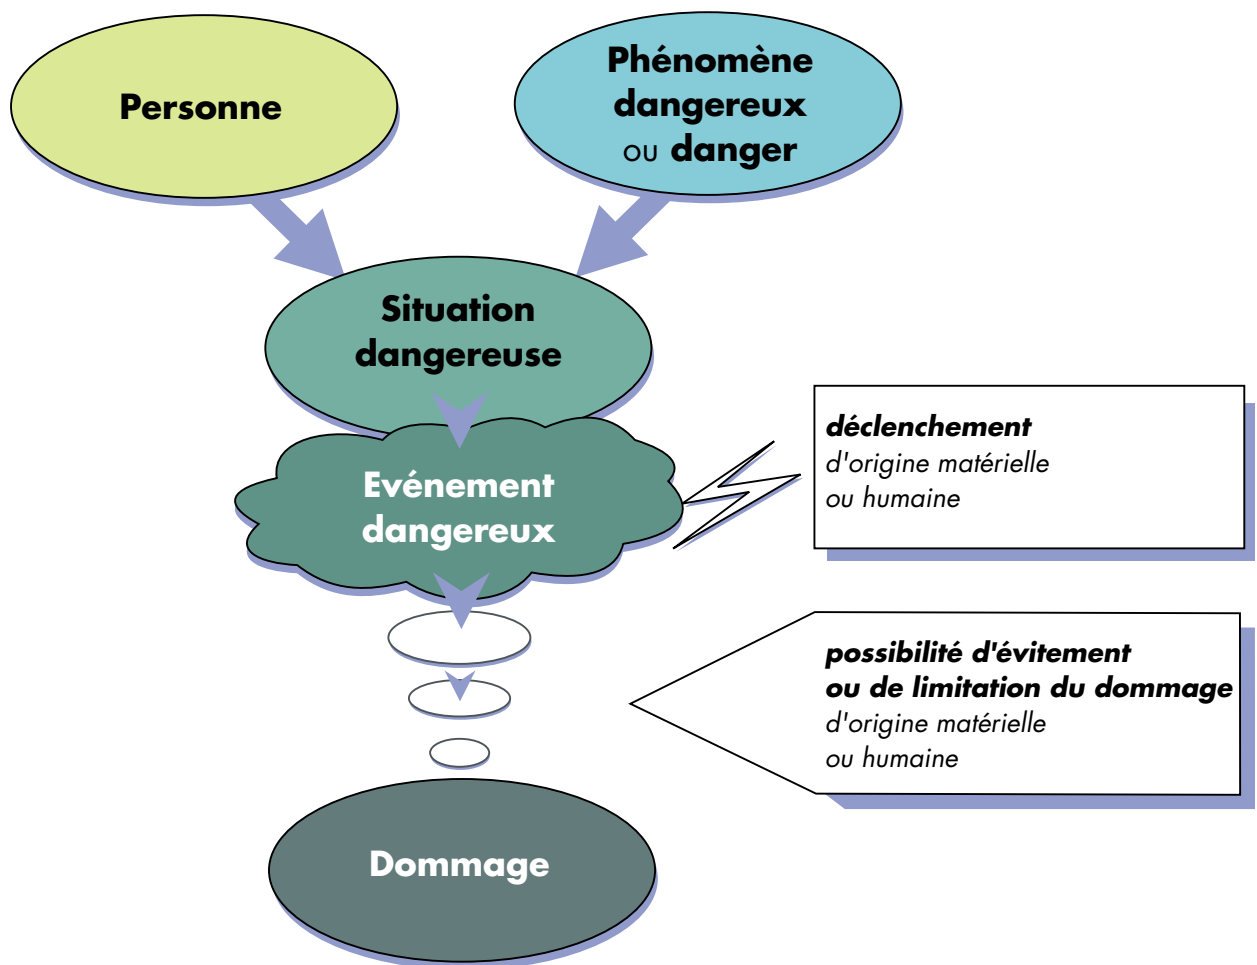 Personne
Phénomène
dangereux
ou danger
Situation
dangereuse
déclenchement
d'origine matérielle
ou humaine
Evénement
dangereux
possibilité d'évitement
ou de limitation du dommage
d'origine matérielle
ou humaine
Dommage